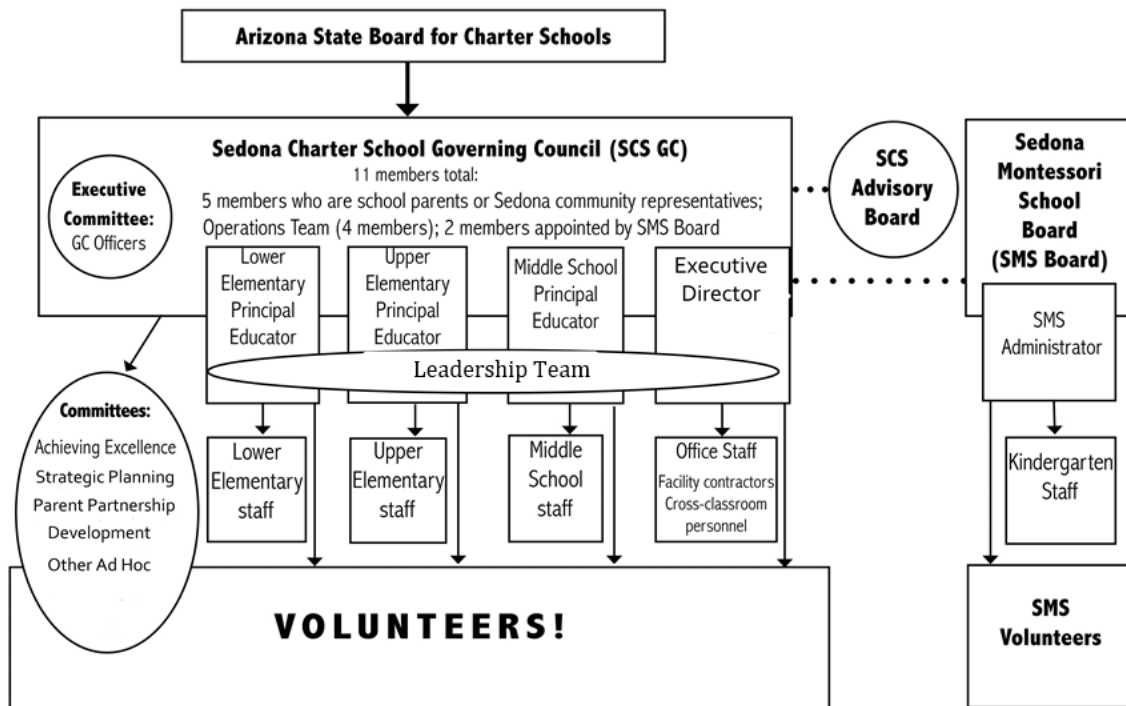 Arizona State Board for Charter Schools
Sedona Charter School Governing Council (SCS GC)
11 members total:
5 members who are school parents or Sedona community representatives;
Operations Team (4 members); 2 members appointed by SMS Board
Executive
Committee:
GC Officers
SCS
Advisory
Board
Sedona
Montessori
School
Board
(SMS Board)
Lower
Elementary
Principal
Educator
Upper
Elementary
Principal
Educator
Middle School
Principal
Educator
Executive
Director
SMS
Administrator
Leadership Team
Committees:
Achieving Excellence
Strategic Planning
Parent Partnership
Development
Other Ad Hoc
Lower
Elementary
staff
Upper
Elementary
staff
Middle
School
staff
Office Staff
Facility contractors
Cross-classroom
personnel
Kindergarten
Staff
VOLUNTEERS!
SMS
Volunteers